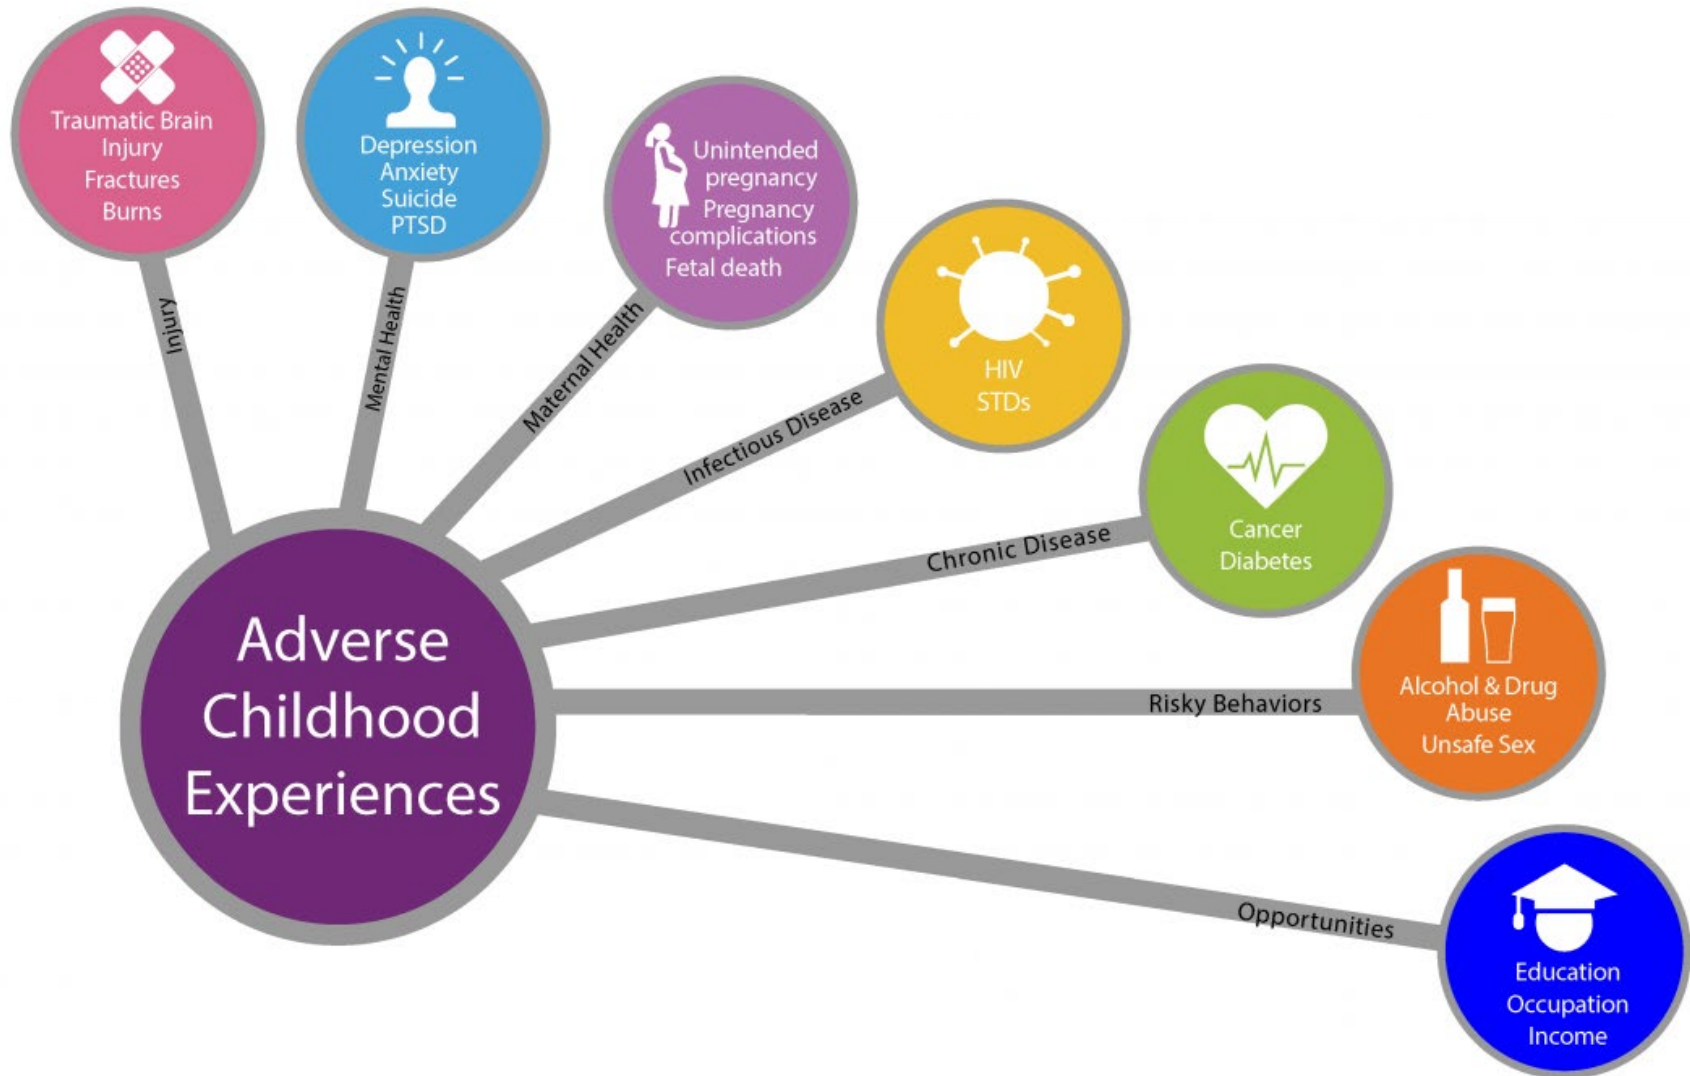 Traumatic Brain
Injury
Fractures
Burns
Injury
Depression
Anxiety
Suicide
PTSD
Mental Health
Unintended
pregnancy
Pregnancy
complications
Fetal death
Maternal Health
HIV
STDs
Infectious Disease
Cancer
Diabetes
Chronic Disease
Alcohol & Drug
Abuse
Unsafe Sex
Risky Behaviors
Education
Occupation
Income
Opportunities
Adverse
Childhood
Experiences